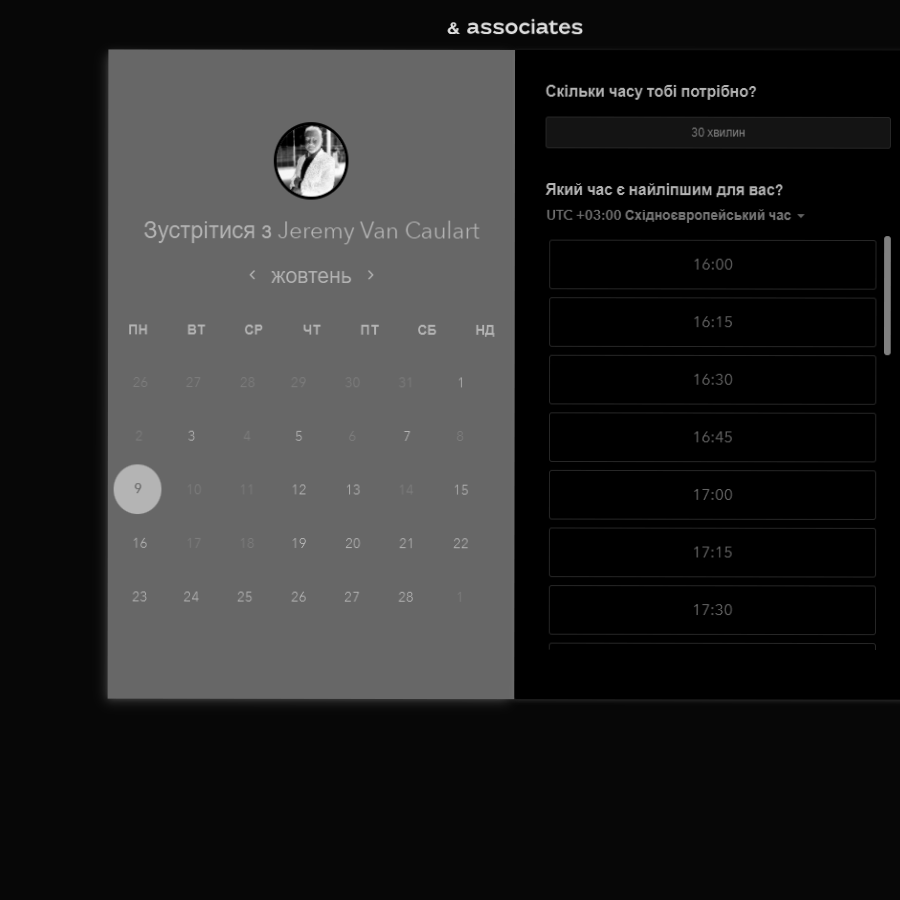 & associates
Зустрітися з Jeremy Van Caulart
жовтень
ПН ВТ СР ЧТ ПТ СБ НД
26 27 28 29 30 31 1
2 3 4 5 6 7 8
9 10 11 12 13 14 15
16 17 18 19 20 21 22
23 24 25 26 27 28 1
Скільки часу тобі потрібно?
30 хвилин
Який час є найліпшим для вас?
UTC +03:00 Східноєвропейський час
16:00
16:15
16:30
16:45
17:00
17:15
17:30